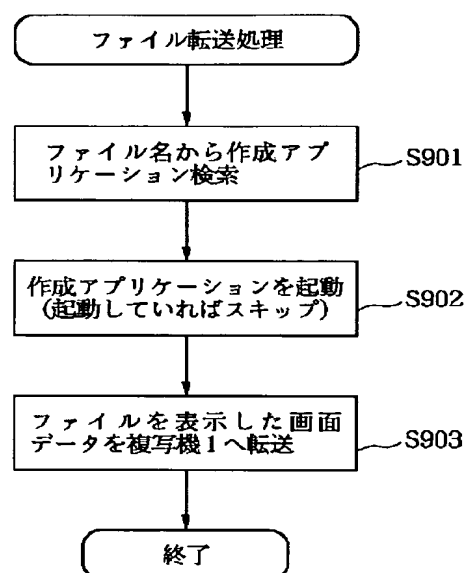 ファイル転送処理
ファイル名から作成アプ
リケーション検索
S901
作成アプリケーションを起動
(起動していればスキップ)
S902
ファイルを表示した画面
データを複写機1へ転送
S903
終了